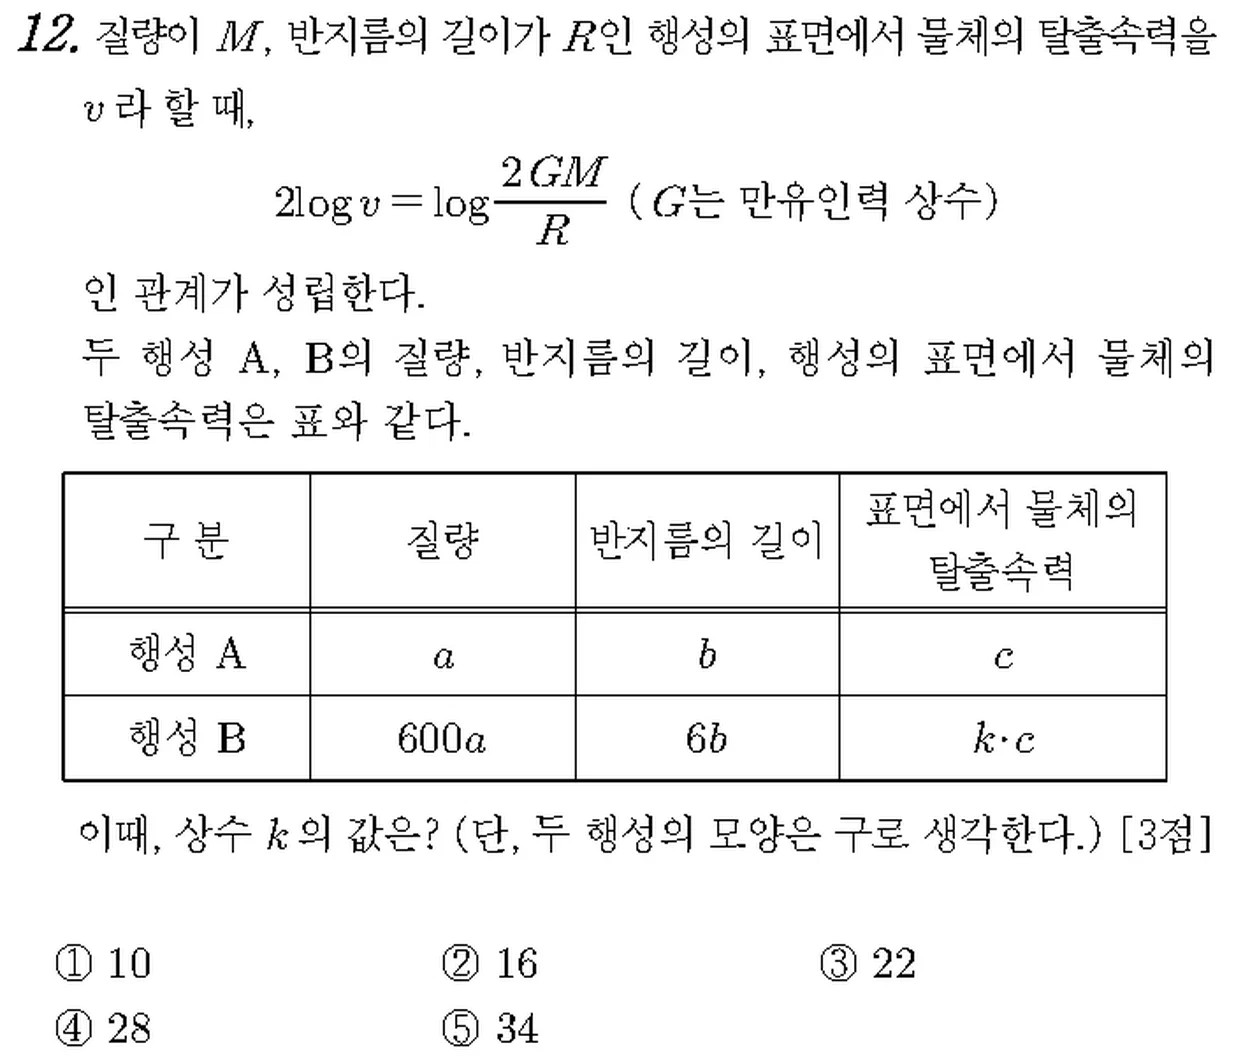 12. 질량이 M, 반지름의 길이가 R인 행성의 표면에서 물체의 탈출속력을
v라 할 때,
2log v = log 2GM/R ( G는 만유인력 상수)
인 관계가 성립한다.
두 행성 A, B의 질량, 반지름의 길이, 행성의 표면에서 물체의
탈출속력은 표와 같다.
구 분 질량 반지름의 길이 표면에서 물체의 탈출속력
행성 A a b c
행성 B 600a 6b k·c
이때, 상수 k의 값은? (단, 두 행성의 모양은 구로 생각한다.) [3점]
① 10 ② 16 ③ 22
④ 28 ⑤ 34